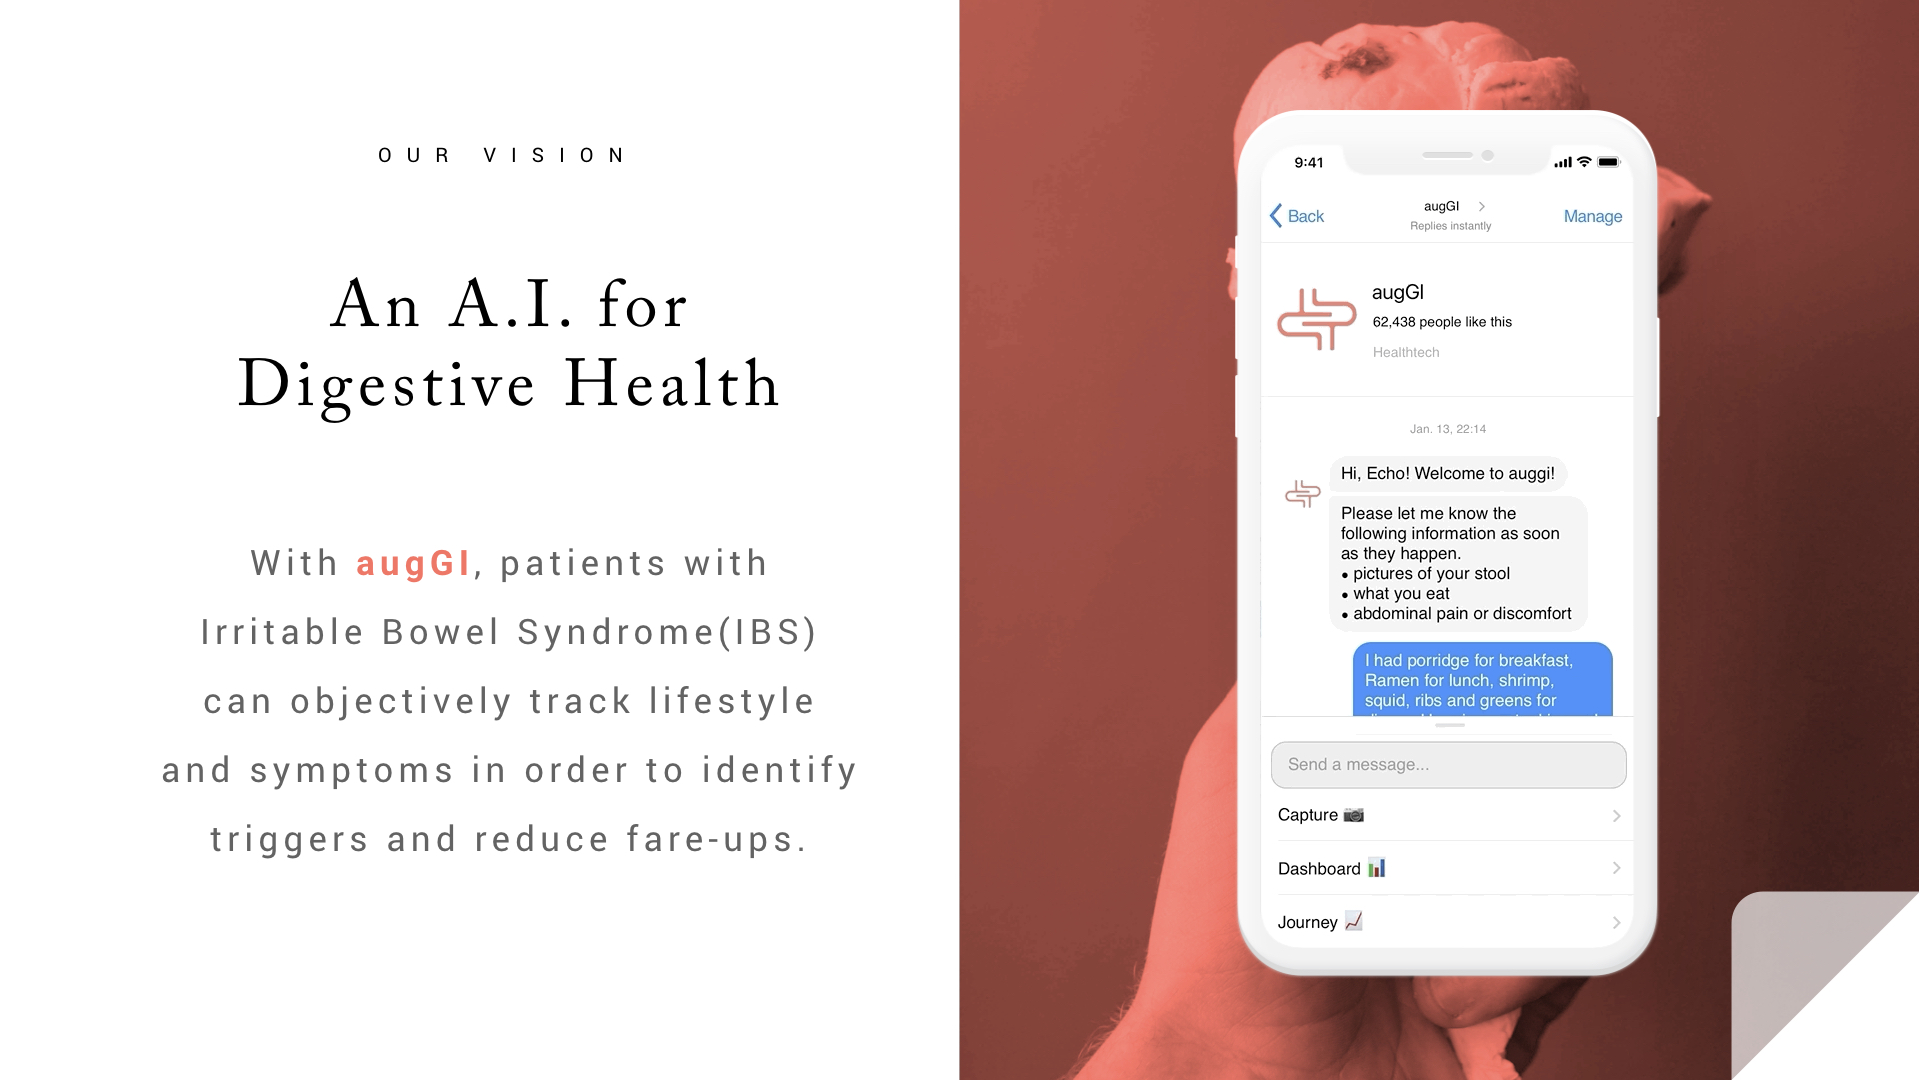 OUR VISION
An A.I. for
Digestive Health
With augGI, patients with
Irritable Bowel Syndrome(IBS)
can objectively track lifestyle
and symptoms in order to identify
triggers and reduce fare-ups.
9:41
Back
augGI
Replies instantly
Manage
augGI
62,438 people like this
Healthtech
Jan. 13, 22:14
Hi, Echo! Welcome to auggi!
Please let me know the
following information as soon
as they happen.
• pictures of your stool
• what you eat
• abdominal pain or discomfort
I had porridge for breakfast,
Ramen for lunch, shrimp,
squid, ribs and greens for
Send a message...
Capture
Dashboard
Journey